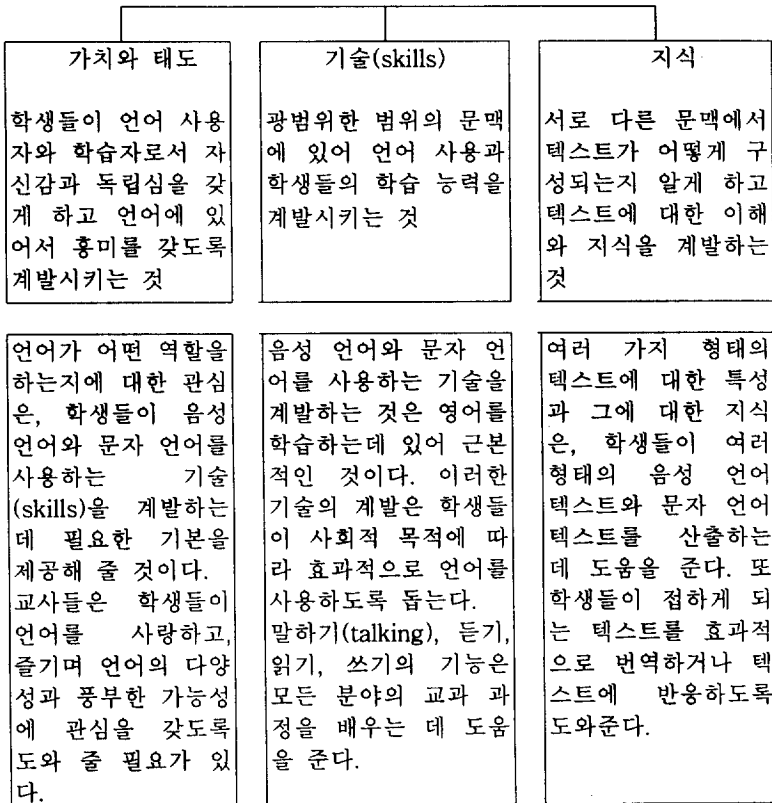 가치와 태도
학생들이 언어 사용
자와 학습자로서 자
신감과 독립심을 갖
게 하고 언어에 있
어서 흥미를 갖도록
계발시키는 것
기술(skills)
광범위한 범위의 문맥
에 있어 언어 사용과
학생들의 학습 능력을
계발시키는 것
지식
서로 다른 문맥에서
텍스트가 어떻게 구
성되는지 알게 하고
텍스트에 대한 이해
와 지식을 계발하는
것
언어가 어떤 역할을
하는지에 대한 관심
은, 학생들이 음성
언어와 문자 언어를
사용하는 기술
(skills)을 계발하는
데 필요한 기본을
제공해 줄 것이다.
교사들은 학생들이
언어를 사랑하고,
즐기며 언어의 다양
성과 풍부한 가능성
에 관심을 갖도록
도와 줄 필요가 있
다.
음성 언어와 문자 언
어를 사용하는 기술을
계발하는 것은 영어를
학습하는데 있어 근본
적인 것이다. 이러한
기술의 계발은 학생들
이 사회적 목적에 따
라 효과적으로 언어를
사용하도록 돕는다.
말하기(talking), 듣기,
읽기, 쓰기의 기능은
모든 분야의 교과 과
정을 배우는 데 도움
을 준다.
여러 가지 형태의
텍스트에 대한 특성
과 그에 대한 지식
은, 학생들이 여러
형태의 음성 언어
텍스트와 문자 언어
텍스트를 산출하는
데 도움을 준다. 또
학생들이 접하게 되
는 텍스트를 효과적
으로 번역하거나 텍
스트에 반응하도록
도와준다.